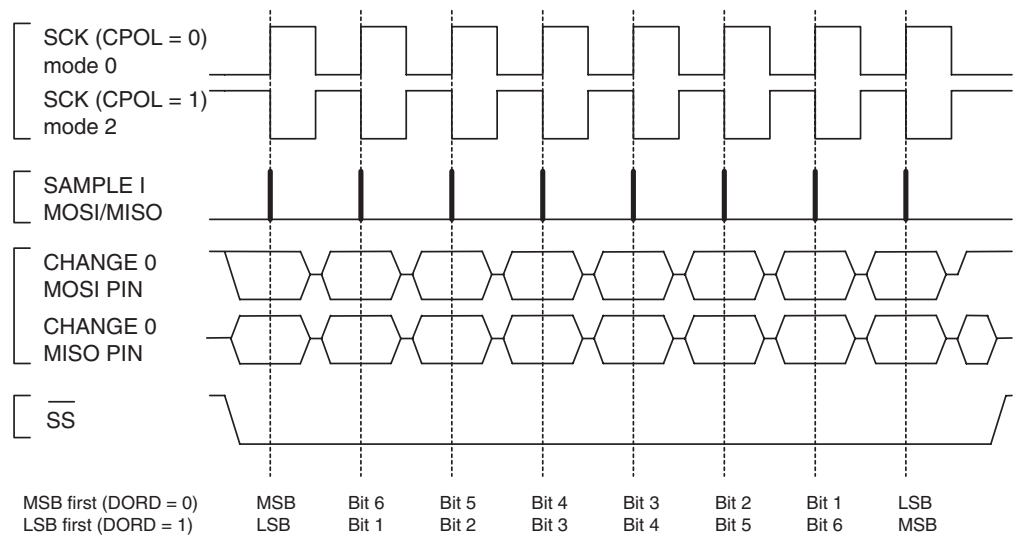 SCK (CPOL = 0)
mode 0
SCK (CPOL = 1)
mode 2
SAMPLE I
MOSI/MISO
CHANGE 0
MOSI PIN
CHANGE 0
MISO PIN
SS
MSB first (DORD = 0) MSB Bit 6 Bit 5 Bit 4 Bit 3 Bit 2 Bit 1 LSB
LSB first (DORD = 1) LSB Bit 1 Bit 2 Bit 3 Bit 4 Bit 5 Bit 6 MSB